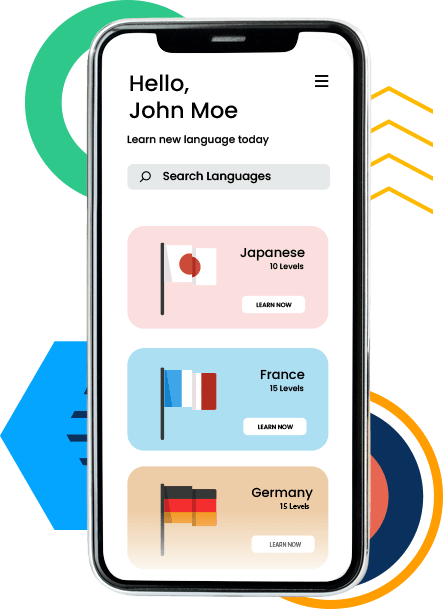 Hello,
John Moe
Learn new language today
Search Languages
Japanese
10 Levels
LEARN NOW
France
15 Levels
LEARN NOW
Germany
15 Levels
LEARN NOW